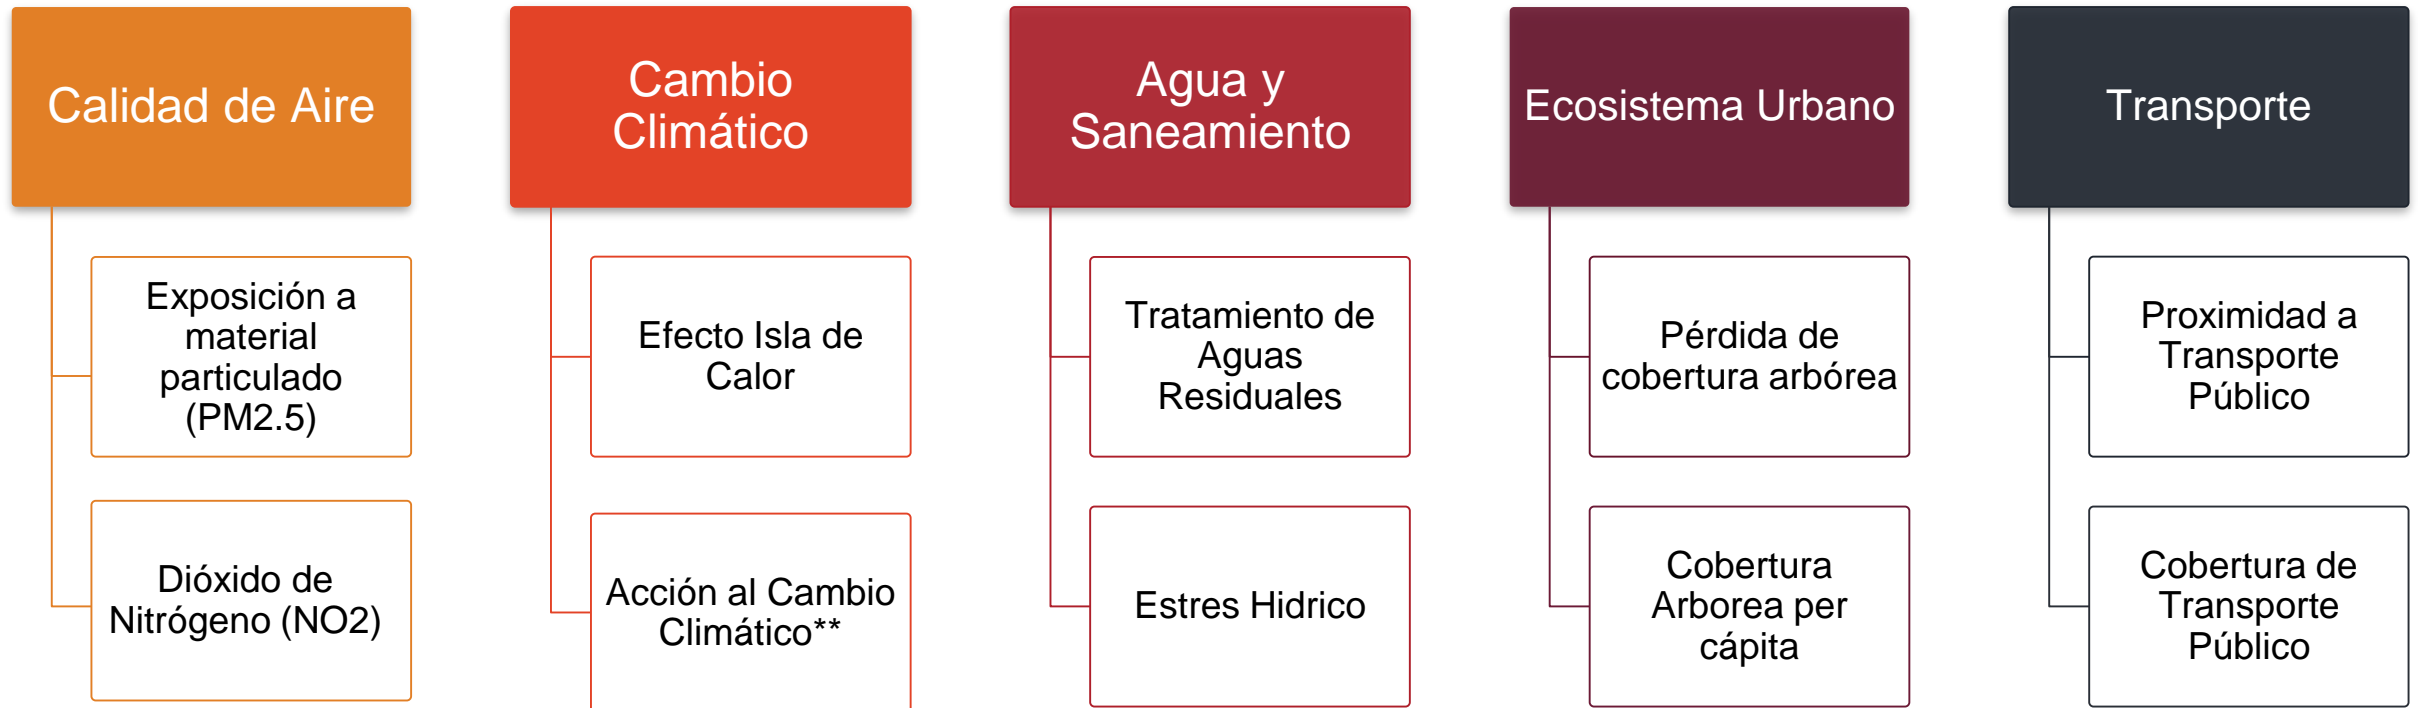 Calidad de Aire
Exposición a
material
particulado
(PM2.5)
Dióxido de
Nitrógeno (NO2)
Cambio
Climático
Efecto Isla de
Calor
Acción al Cambio
Climático**
Agua y
Saneamiento
Tratamiento de
Aguas
Residuales
Estres Hidrico
Ecosistema Urbano
Pérdida de
cobertura arbórea
Cobertura
Arborea per
cápita
Transporte
Proximidad a
Transporte
Público
Cobertura de
Transporte
Público